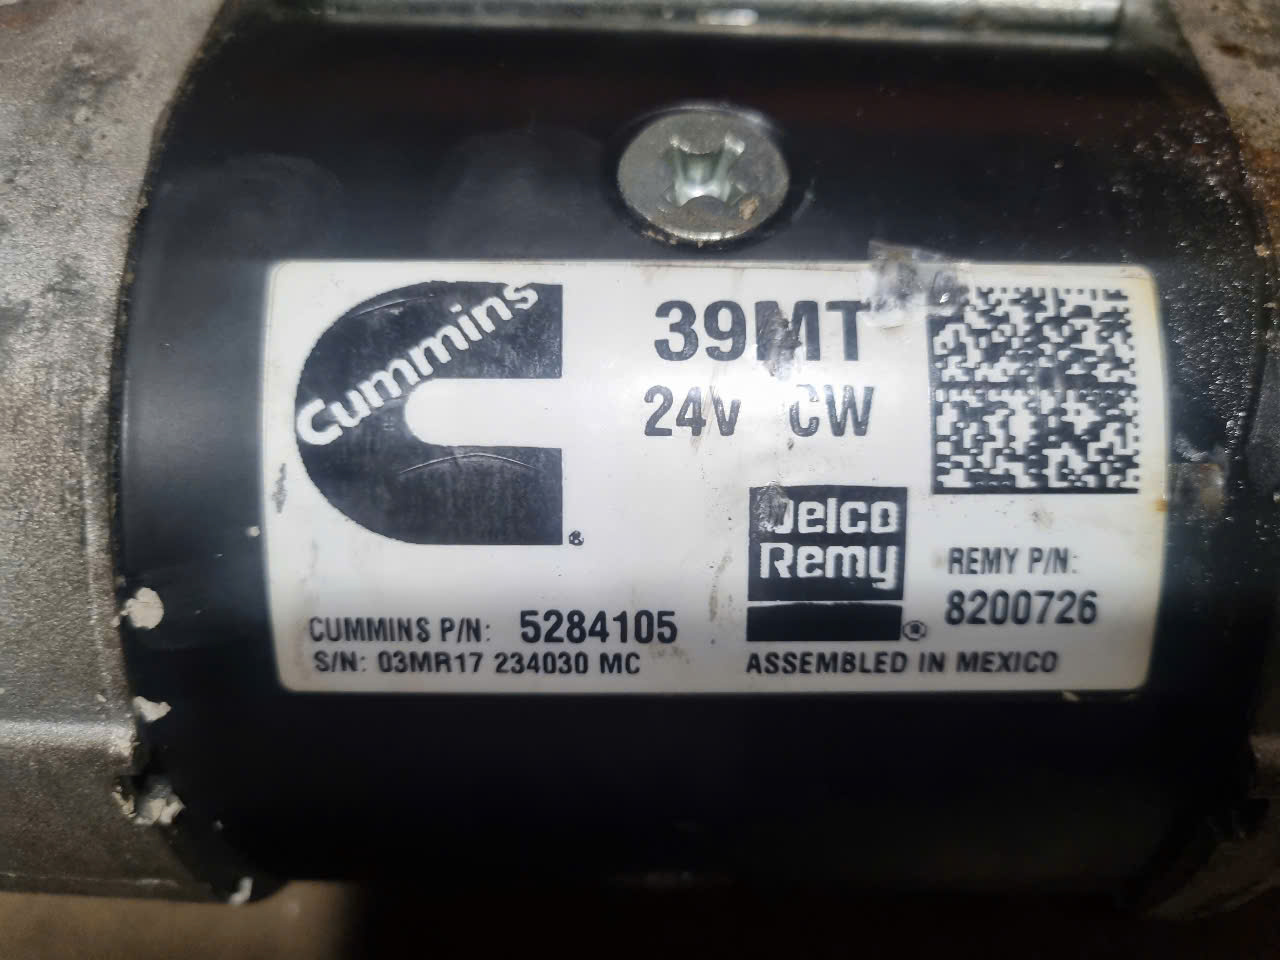 Cummins
®
39MT
24V CW
Delco
Remy
®
REMY P/N:
8200726
CUMMINS P/N: 5284105
S/N: 03MR17 234030 MC
ASSEMBLED IN MEXICO